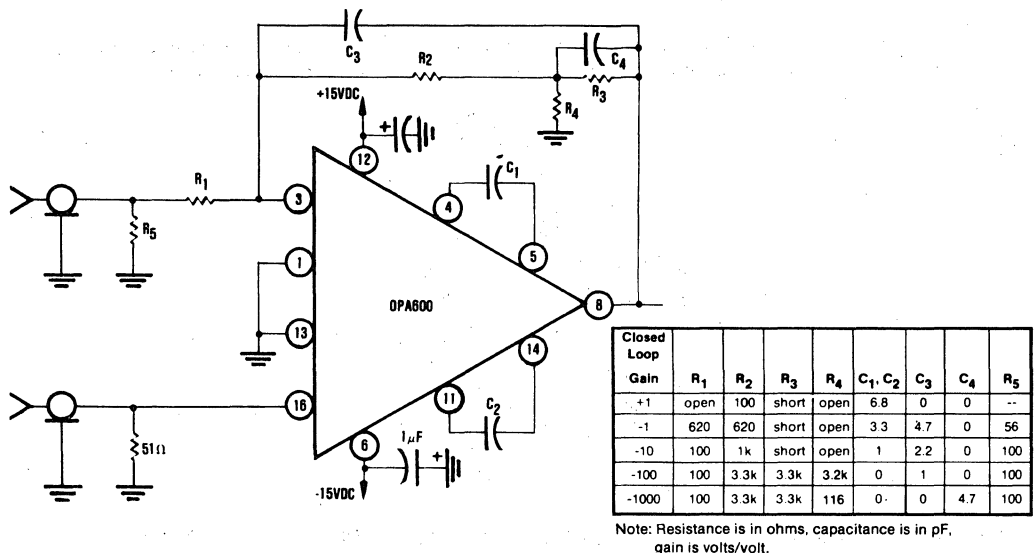 C3
R2
C4
R3
R4
+15VDC
+
12
C1
4
R1
3
R5
5
1
OPA600
8
13
14
11
C2
16
51Ω
6
1μF
+
-15VDC
Closed Loop Gain R1 R2 R3 R4 C1, C2 C3 C4 R5
+1 open 100 short open 6.8 0 0 --
-1 620 620 short open 3.3 4.7 0 56
-10 100 1k short open 1 2.2 0 100
-100 100 3.3k 3.3k 3.2k 0 1 0 100
-1000 100 3.3k 3.3k 116 0 0 4.7 100
Note: Resistance is in ohms, capacitance is in pF,
gain is volts/volt.